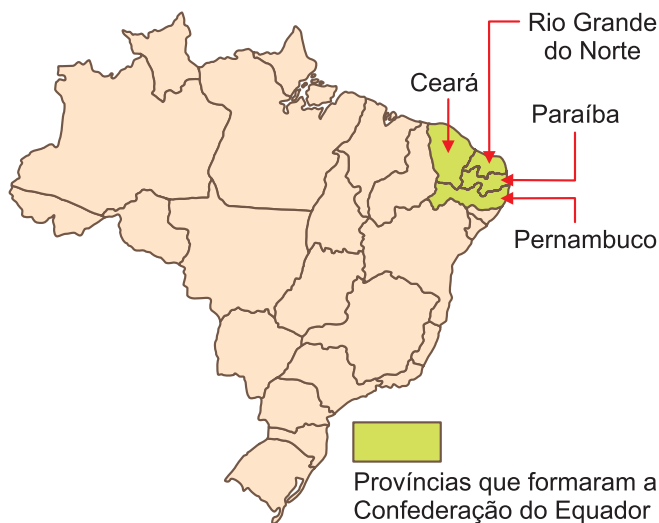 Rio Grande
do Norte
Ceará
Paraíba
Pernambuco
Províncias que formaram a
Confederação do Equador